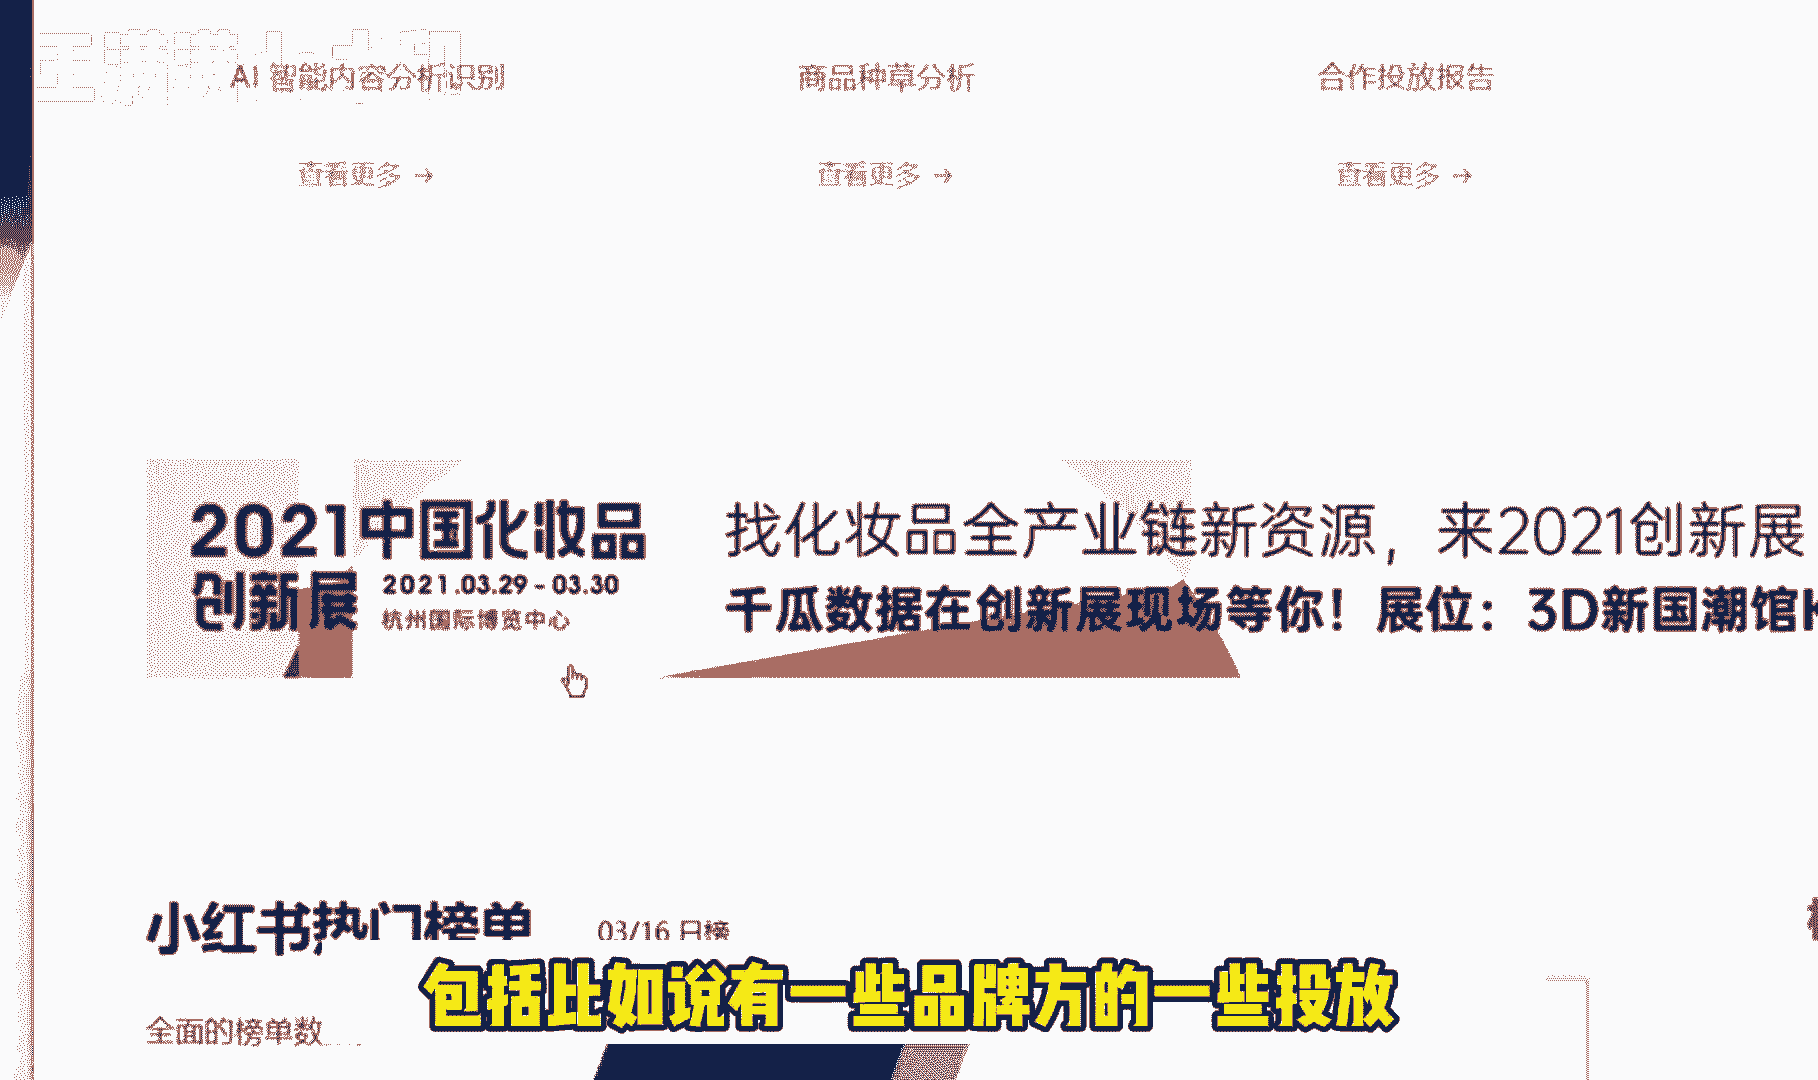 AI 智能内容分析识别
商品种草分析
合作投放报告
查看更多 →
查看更多 →
查看更多 →
2021中国化妆品
创新展
2021.03.29 - 03.30
杭州国际博览中心
找化妆品全产业链新资源，来2021创新展
千瓜数据在创新展现场等你！展位：3D新国潮馆
小红书热门榜单
03/16 日榜
全面的榜单数
包括比如说有一些品牌方的一些投放